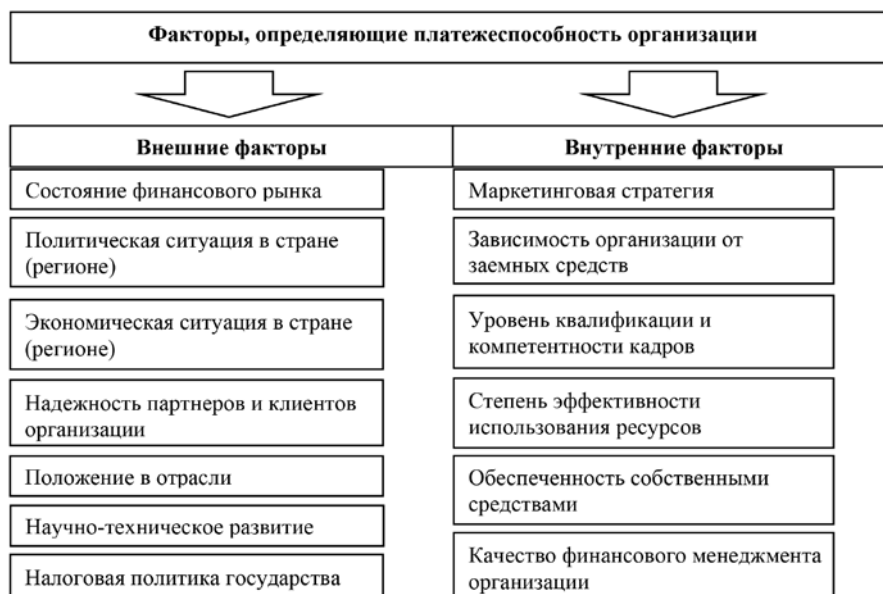 Факторы, определяющие платежеспособность организации
Внешние факторы
Состояние финансового рынка
Политическая ситуация в стране
(регионе)
Экономическая ситуация в стране
(регионе)
Надежность партнеров и клиентов
организации
Положение в отрасли
Научно-техническое развитие
Налоговая политика государства
Внутренние факторы
Маркетинговая стратегия
Зависимость организации от
заемных средств
Уровень квалификации и
компетентности кадров
Степень эффективности
использования ресурсов
Обеспеченность собственными
средствами
Качество финансового менеджмента
организации